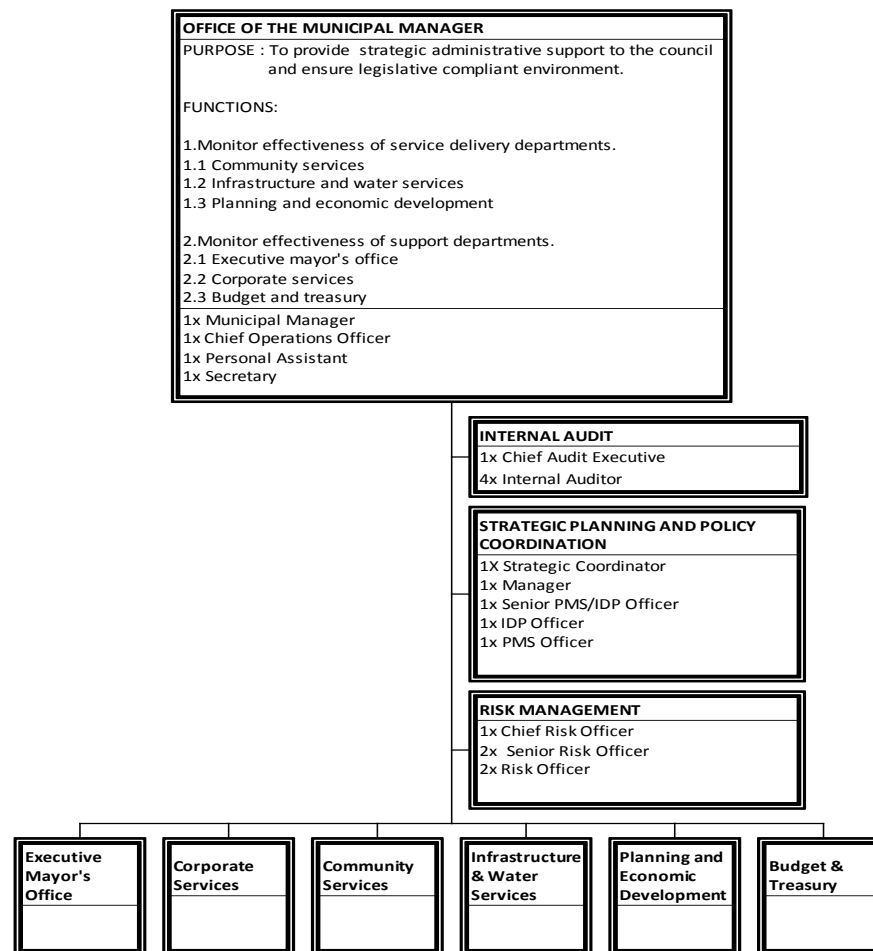 OFFICE OF THE MUNICIPAL MANAGER
PURPOSE : To provide strategic administrative support to the council
and ensure legislative compliant environment.
FUNCTIONS:
1.Monitor effectiveness of service delivery departments.
1.1 Community services
1.2 Infrastructure and water services
1.3 Planning and economic development
2.Monitor effectiveness of support departments.
2.1 Executive mayor's office
2.2 Corporate services
2.3 Budget and treasury
1x Municipal Manager
1x Chief Operations Officer
1x Personal Assistant
1x Secretary
INTERNAL AUDIT
1x Chief Audit Executive
4x Internal Auditor
STRATEGIC PLANNING AND POLICY
COORDINATION
1X Strategic Coordinator
1x Manager
1x Senior PMS/IDP Officer
1x IDP Officer
1x PMS Officer
RISK MANAGEMENT
1x Chief Risk Officer
2x Senior Risk Officer
2x Risk Officer
Executive
Mayor's
Office
Corporate
Services
Community
Services
Infrastructure
& Water
Services
Planning and
Economic
Development
Budget &
Treasury